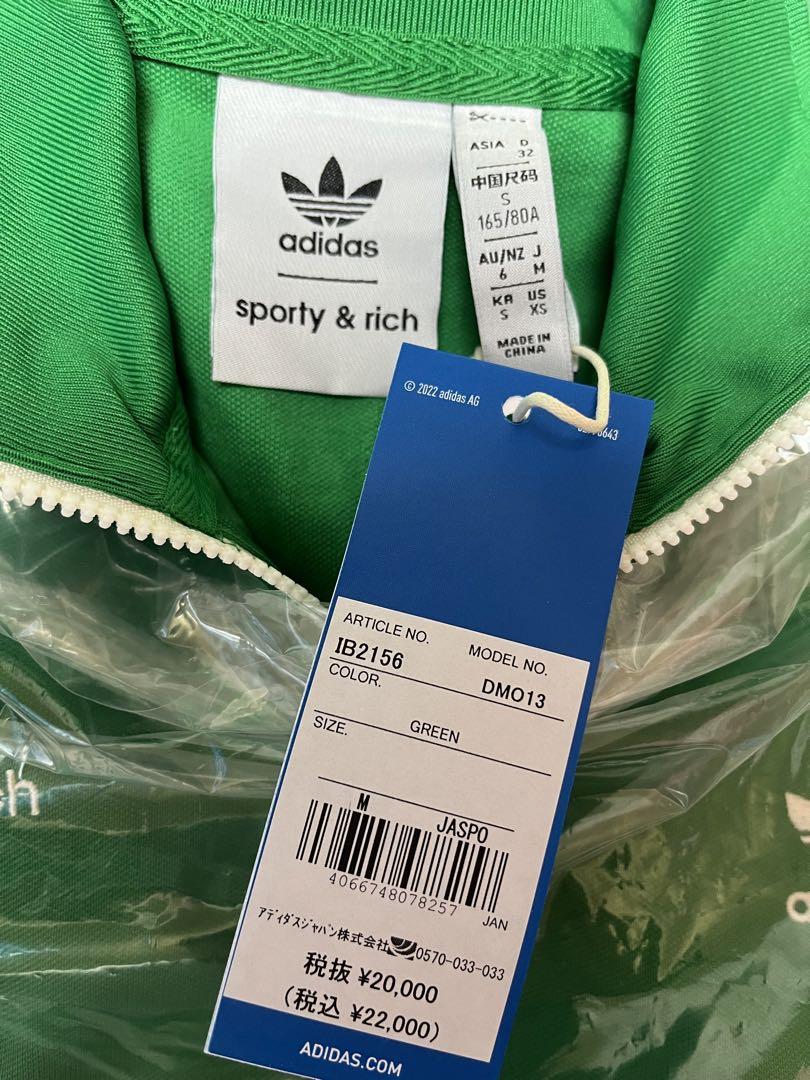 adidas
sporty & rich
ASIA D
32
中国尺码
S
165/80A
AU/NZ J
6 M
KR US
S XS
MADE IN
CHINA
© 2022 adidas AG
ARTICLE NO. MODEL NO.
IB2156 DMO13
COLOR.
GREEN
SIZE.
M JASPO
4066748078257 JAN
アディダスジャパン株式会社 0570-033-033
税抜 ¥20,000
(税込 ¥22,000)
ADIDAS.COM